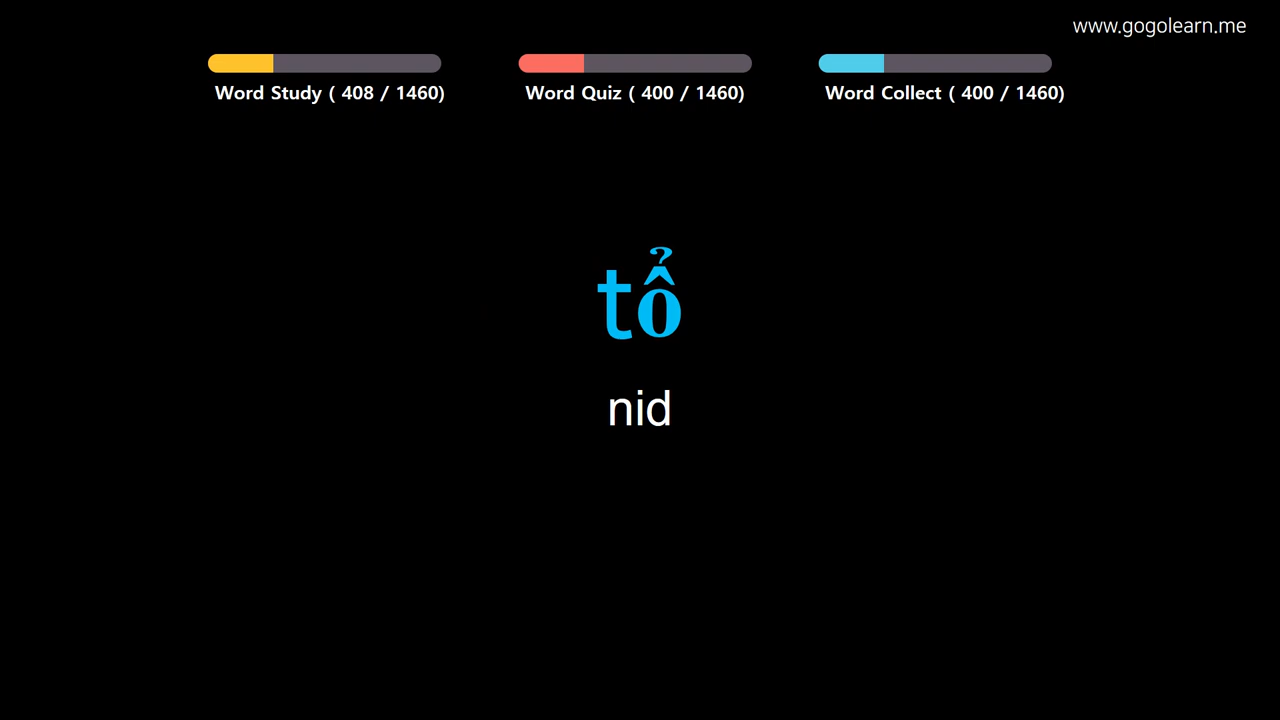 www.gogolearn.me
Word Study ( 408 / 1460)
Word Quiz ( 400 / 1460)
Word Collect ( 400 / 1460)
tổ
nid